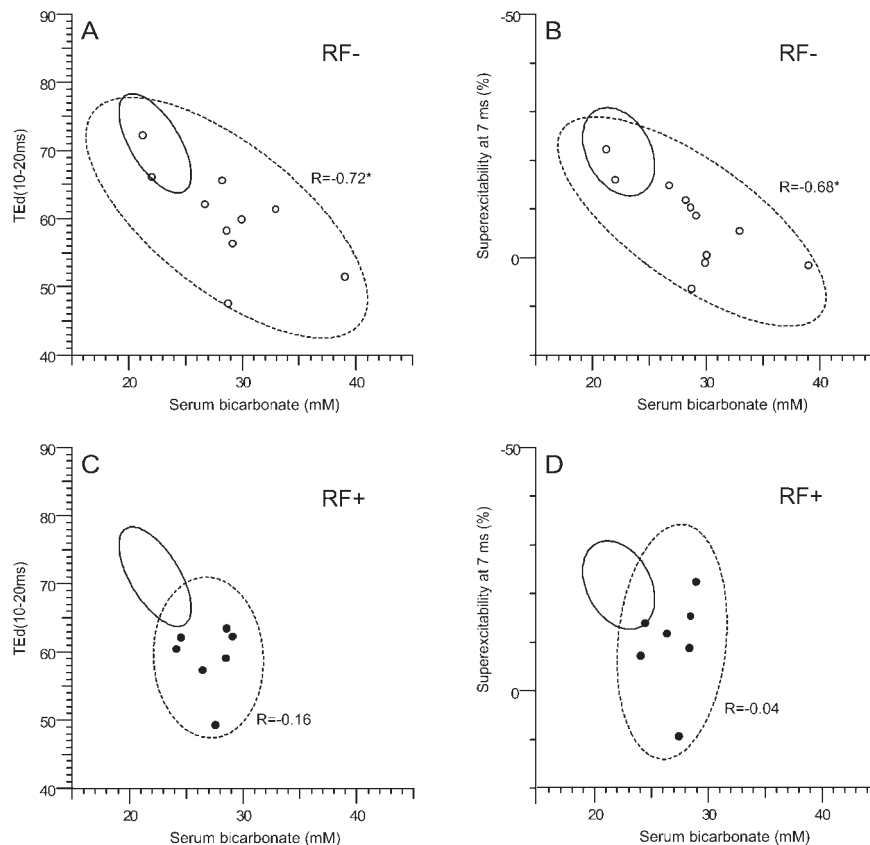 A
RF-
90
80
70
60
50
40
TEd(10-20ms)
R=-0.72*
20
30
40
Serum bicarbonate (mM)
B
RF-
-50
0
Superexcitability at 7 ms (%)
R=-0.68*
20
30
40
Serum bicarbonate (mM)
C
RF+
90
80
70
60
50
40
TEd(10-20ms)
R=-0.16
20
30
40
Serum bicarbonate (mM)
D
RF+
-50
0
Superexcitability at 7 ms (%)
R=-0.04
20
30
40
Serum bicarbonate (mM)